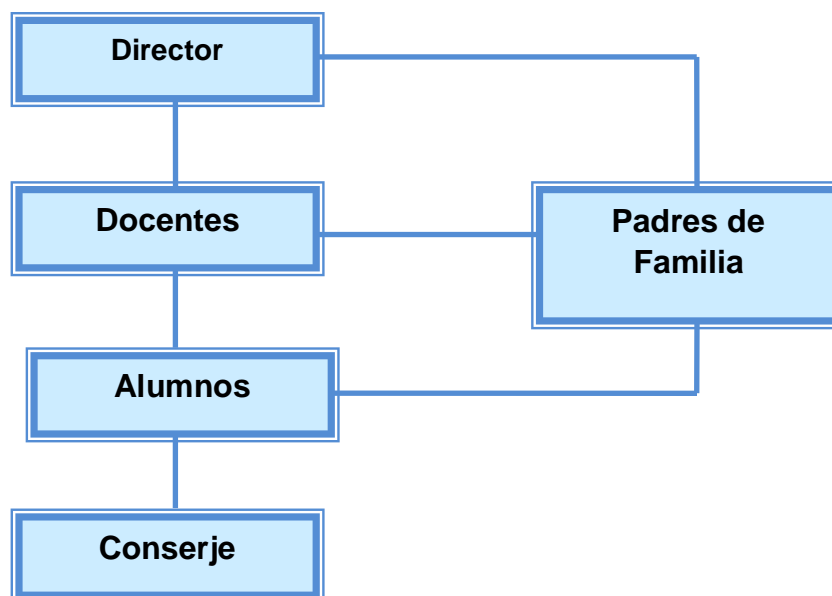 Director
Docentes
Padres de
Familia
Alumnos
Conserje